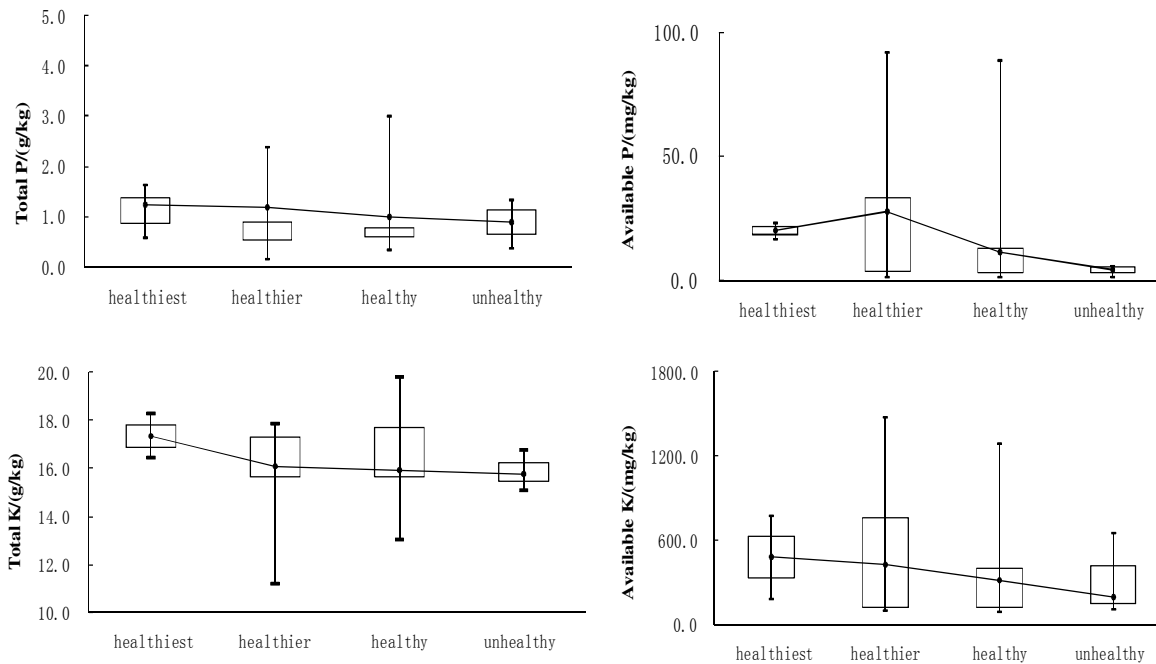 Total P/(g/kg)
5.0
4.0
3.0
2.0
1.0
0.0
healthiest healthier healthy unhealthy
Available P/(mg/kg)
100.0
50.0
0.0
healthiest healthier healthy unhealthy
Total K/(g/kg)
20.0
18.0
16.0
14.0
12.0
10.0
healthiest healthier healthy unhealthy
Available K/(mg/kg)
1800.0
1200.0
600.0
0.0
healthiest healthier healthy unhealthy